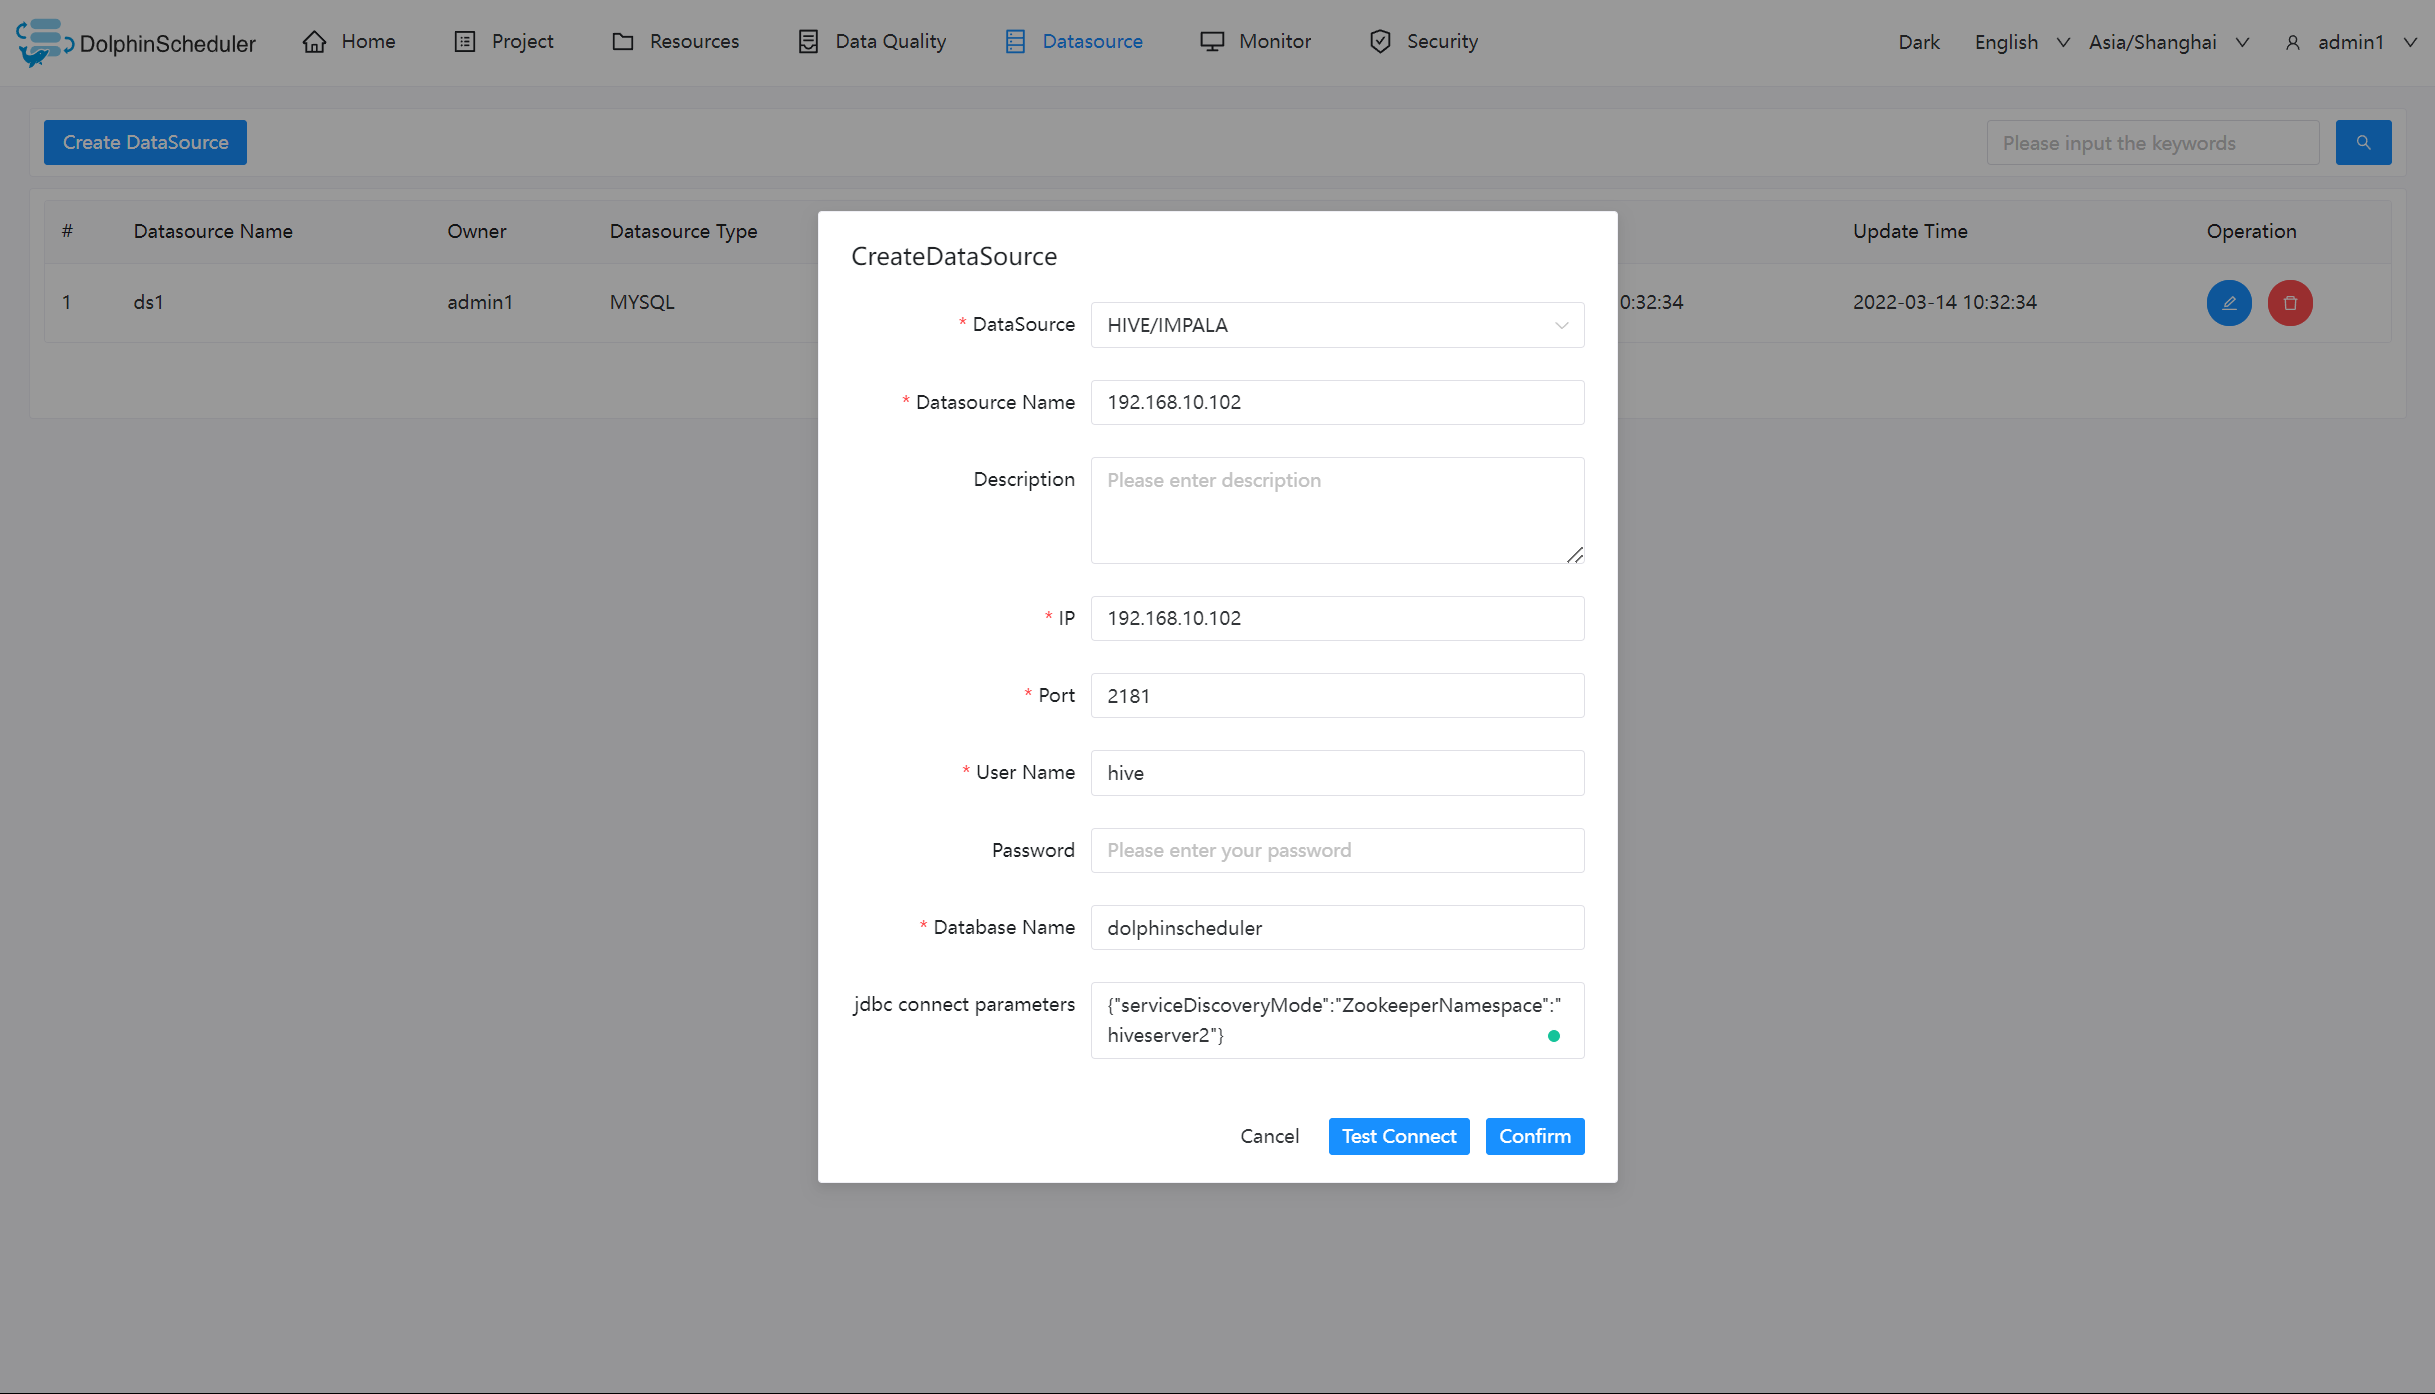 DolphinScheduler
Home
Project
Resources
Data Quality
Datasource
Monitor
Security
Dark
English
Asia/Shanghai
admin1
Create DataSource
Please input the keywords
# Datasource Name Owner Datasource Type Update Time Operation
1 ds1 admin1 MYSQL 0:32:34 2022-03-14 10:32:34
CreateDataSource
* DataSource HIVE/IMPALA
* Datasource Name 192.168.10.102
Description Please enter description
* IP 192.168.10.102
* Port 2181
* User Name hive
Password Please enter your password
* Database Name dolphinscheduler
jdbc connect parameters {"serviceDiscoveryMode":"ZookeeperNamespace":"
hiveserver2"}
Cancel Test Connect Confirm